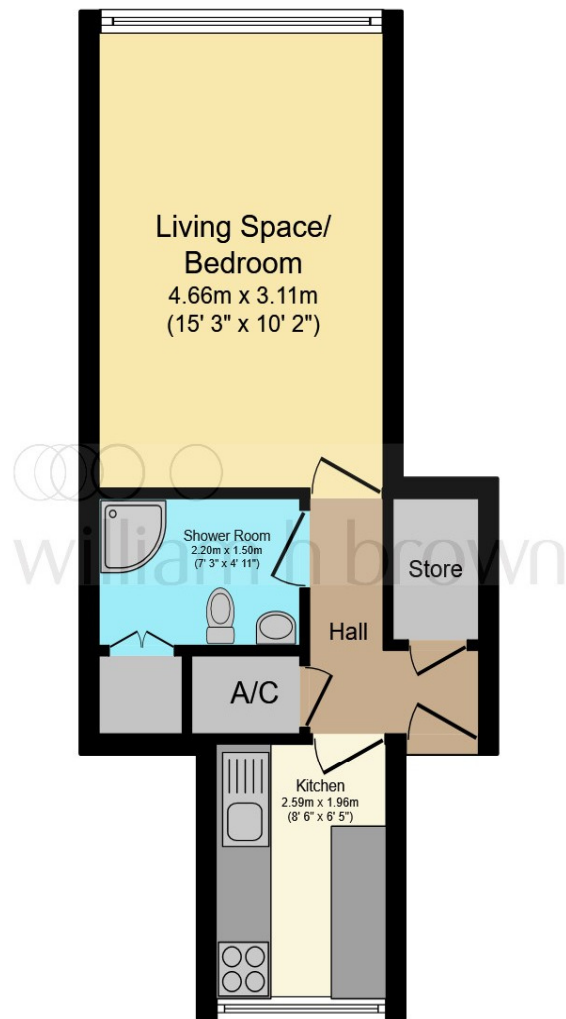 Living Space/
Bedroom
4.66m x 3.11m
(15' 3" x 10' 2")
Shower Room
2.20m x 1.50m
(7' 3" x 4' 11")
william h brown
Store
Hall
A/C
Kitchen
2.59m x 1.96m
(8' 6" x 6' 5")